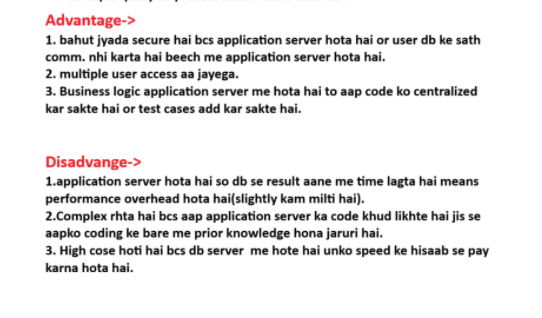 Advantage->
1. bahut jyada secure hai bcs application server hota hai or user db ke sath
comm. nhi karta hai beech me application server hota hai.
2. multiple user access aa jayega.
3. Business logic application server me hota hai to aap code ko centralized
kar sakte hai or test cases add kar sakte hai.
Disadvange->
1.application server hota hai so db se result aane me time lagta hai means
performance overhead hota hai(slightly kam milti hai).
2.Complex rhta hai bcs aap application server ka code khud likhte hai jis se
aapko coding ke bare me prior knowledge hona jaruri hai.
3. High cose hoti hai bcs db server  me hote hai unko speed ke hisaab se pay
karna hota hai.